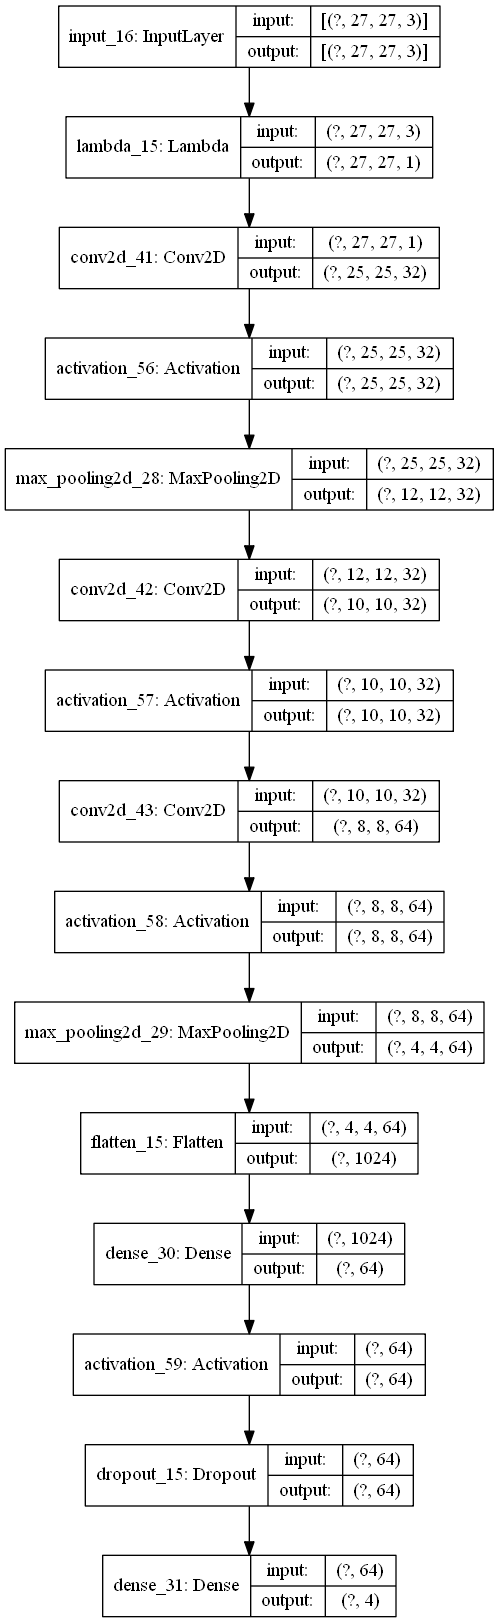 input_16: InputLayer
input: [(?, 27, 27, 3)]
output: [(?, 27, 27, 3)]
lambda_15: Lambda
input: (?, 27, 27, 3)
output: (?, 27, 27, 1)
conv2d_41: Conv2D
input: (?, 27, 27, 1)
output: (?, 25, 25, 32)
activation_56: Activation
input: (?, 25, 25, 32)
output: (?, 25, 25, 32)
max_pooling2d_28: MaxPooling2D
input: (?, 25, 25, 32)
output: (?, 12, 12, 32)
conv2d_42: Conv2D
input: (?, 12, 12, 32)
output: (?, 10, 10, 32)
activation_57: Activation
input: (?, 10, 10, 32)
output: (?, 10, 10, 32)
conv2d_43: Conv2D
input: (?, 10, 10, 32)
output: (?, 8, 8, 64)
activation_58: Activation
input: (?, 8, 8, 64)
output: (?, 8, 8, 64)
max_pooling2d_29: MaxPooling2D
input: (?, 8, 8, 64)
output: (?, 4, 4, 64)
flatten_15: Flatten
input: (?, 4, 4, 64)
output: (?, 1024)
dense_30: Dense
input: (?, 1024)
output: (?, 64)
activation_59: Activation
input: (?, 64)
output: (?, 64)
dropout_15: Dropout
input: (?, 64)
output: (?, 64)
dense_31: Dense
input: (?, 64)
output: (?, 4)